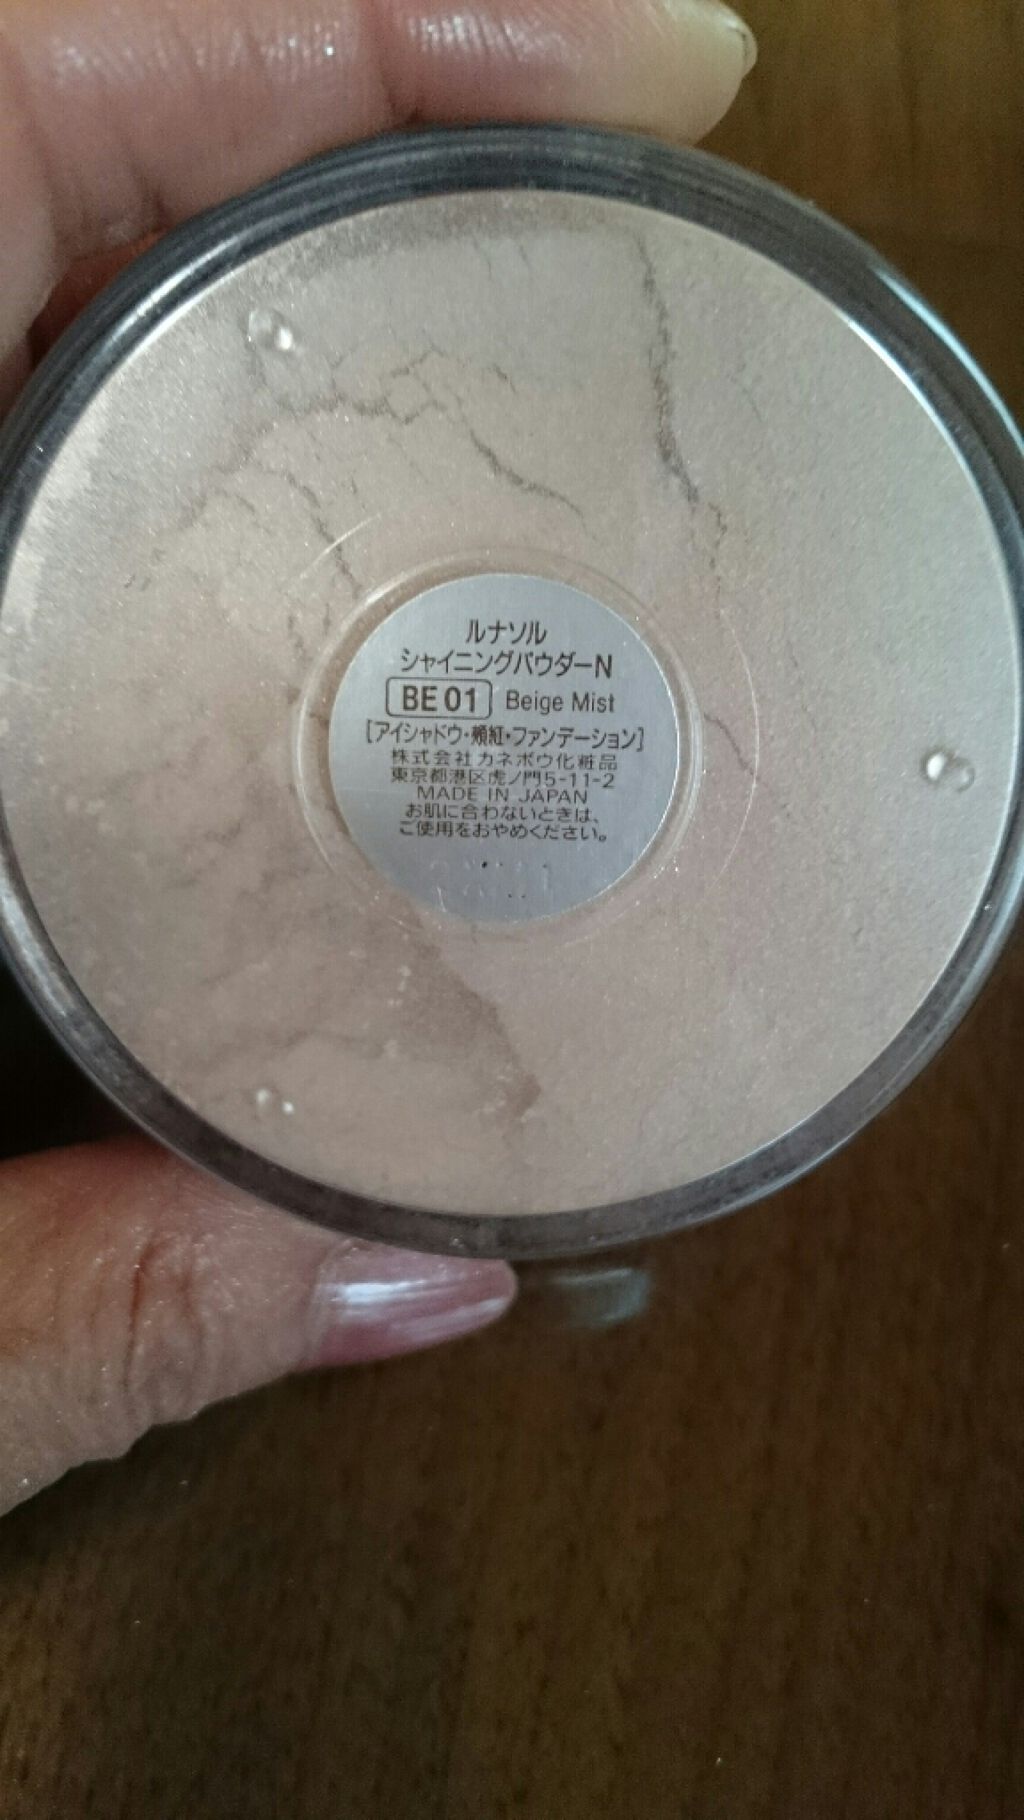 ルナソル
シャイニングパウダーN
BE 01 Beige Mist
[アイシャドウ・頰紅・ファンデーション]
株式会社カネボウ化粧品
東京都港区虎ノ門5-11-2
MADE IN JAPAN
お肌に合わないときは、
ご使用をおやめください。